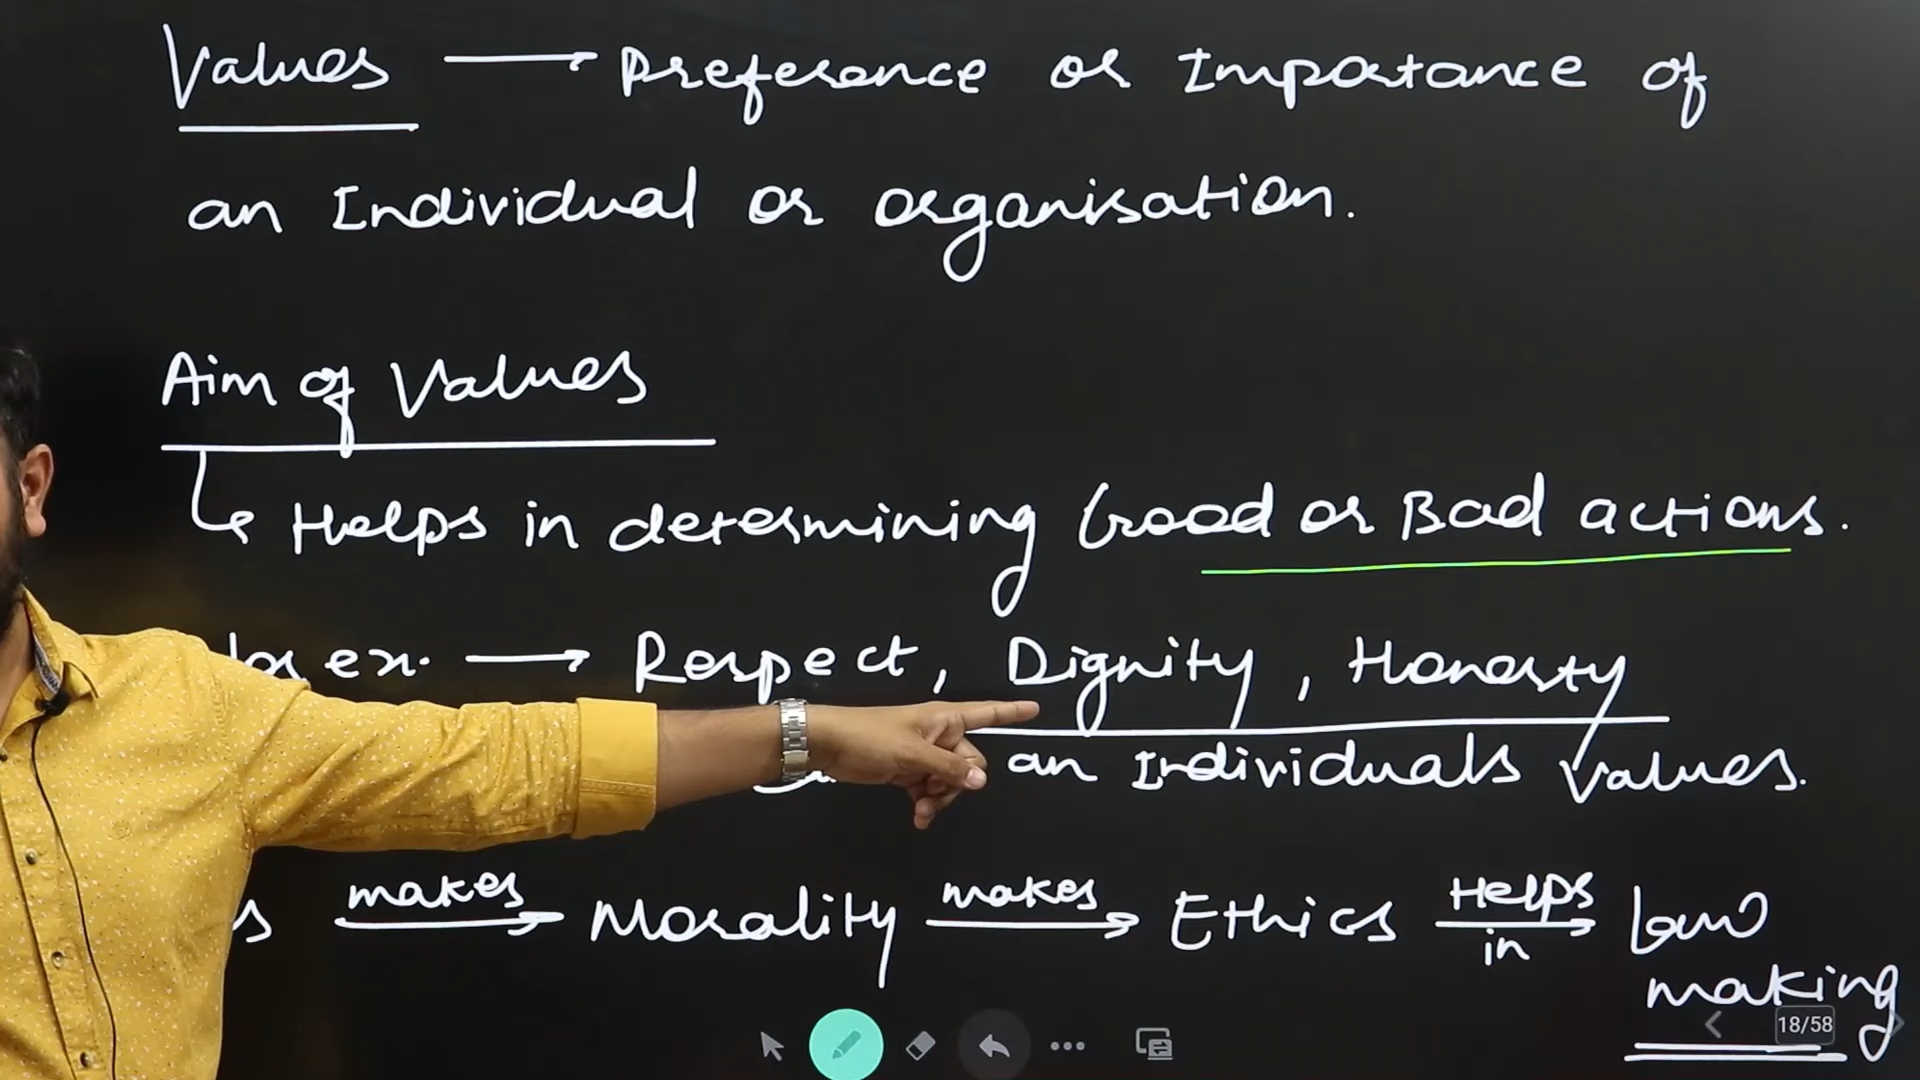 Values → Preference or Importance of
an Individual or organisation.
Aim of Values
↳ Helps in determining Good or Bad actions.
ex. → Respect, Dignity, Honesty
an Individuals Values.
makes makes Helps
→ Morality → Ethics → Law
in
making
18/58